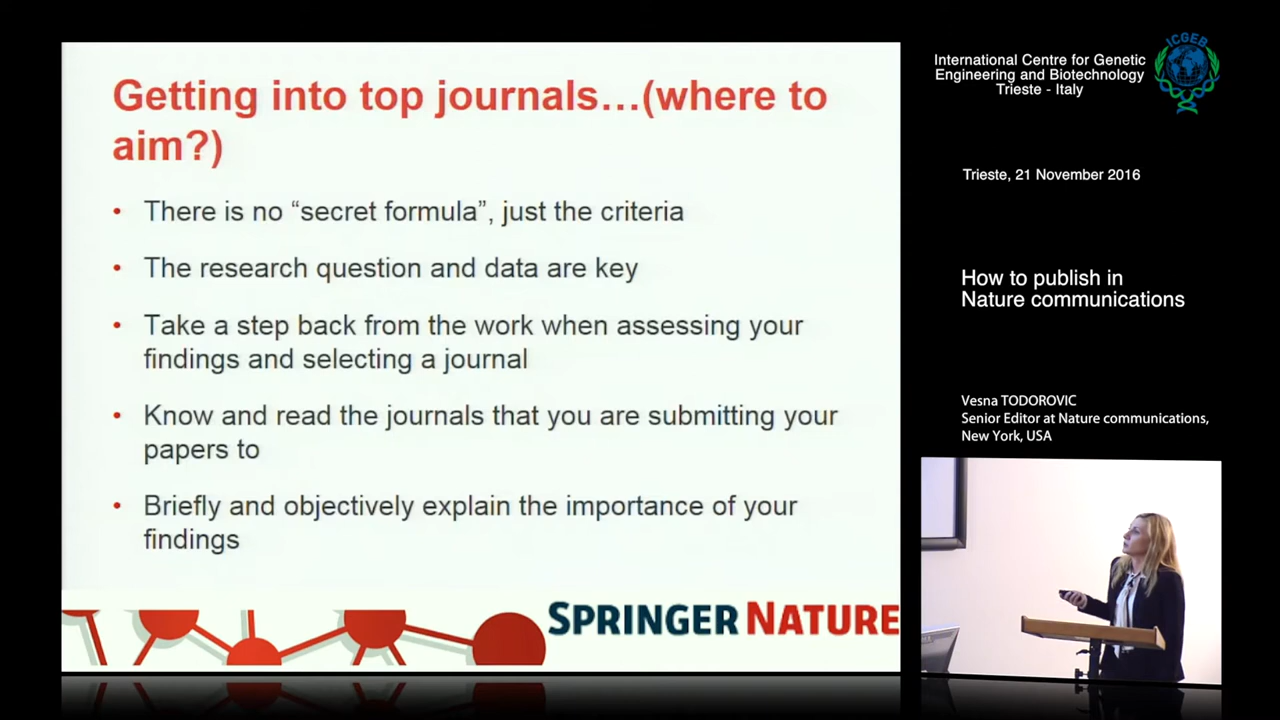 Getting into top journals…(where to
aim?)
• There is no “secret formula”, just the criteria
• The research question and data are key
• Take a step back from the work when assessing your
findings and selecting a journal
• Know and read the journals that you are submitting your
papers to
• Briefly and objectively explain the importance of your
findings
SPRINGER NATURE
International Centre for Genetic
Engineering and Biotechnology
Trieste - Italy
ICGEB
Trieste, 21 November 2016
How to publish in
Nature communications
Vesna TODOROVIC
Senior Editor at Nature communications,
New York, USA